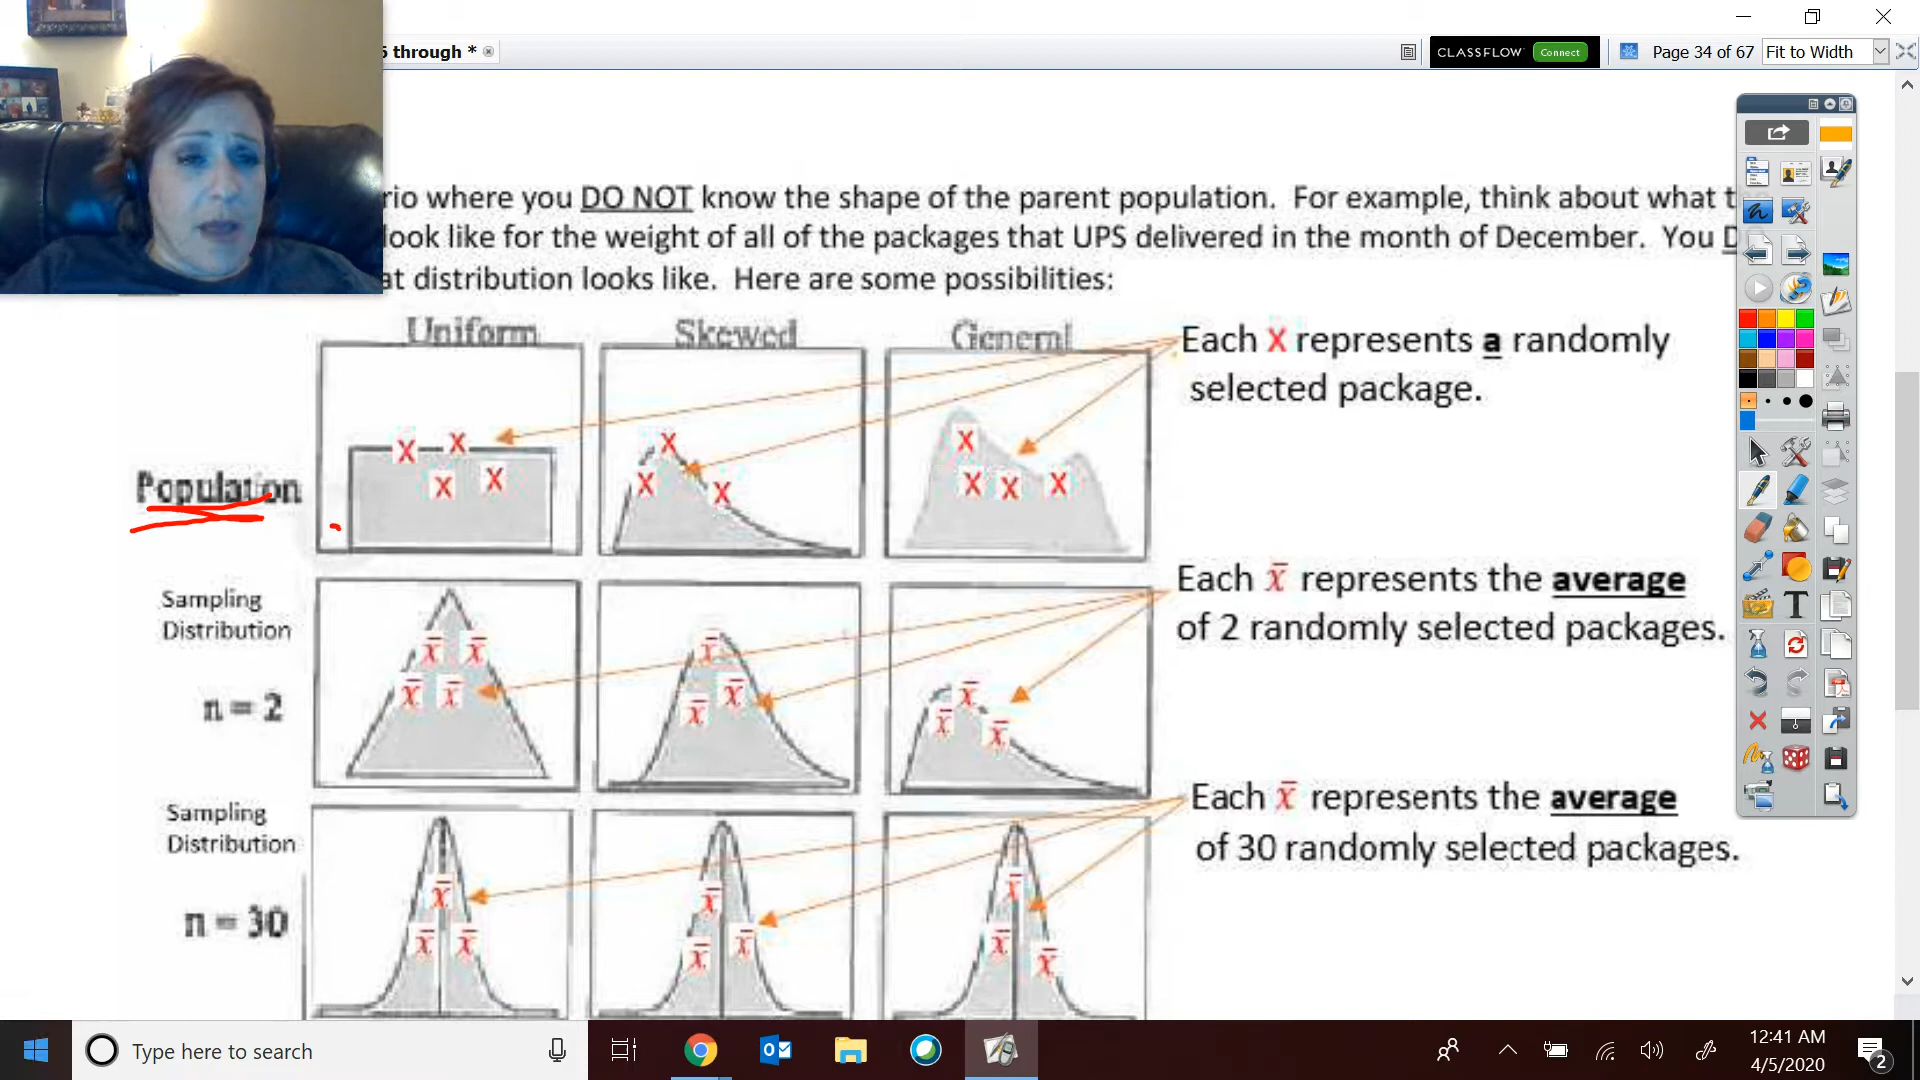 5 through *
CLASSFLOW Connect
Page 34 of 67
Fit to Width
rio where you DO NOT know the shape of the parent population. For example, think about what t
look like for the weight of all of the packages that UPS delivered in the month of December. You D
at distribution looks like. Here are some possibilities:
Uniform Skewed General
Each X represents a randomly
selected package.
X X X X
X X X
X X X X
Population
Each x̄ represents the average
of 2 randomly selected packages.
Sampling
Distribution
n = 2
x̄ x̄ x̄ x̄
x̄ x̄ x̄
x̄ x̄ x̄
Each x̄ represents the average
of 30 randomly selected packages.
Sampling
Distribution
n = 30
x̄ x̄ x̄
x̄ x̄ x̄
x̄ x̄ x̄
T
Type here to search
12:41 AM
4/5/2020
2